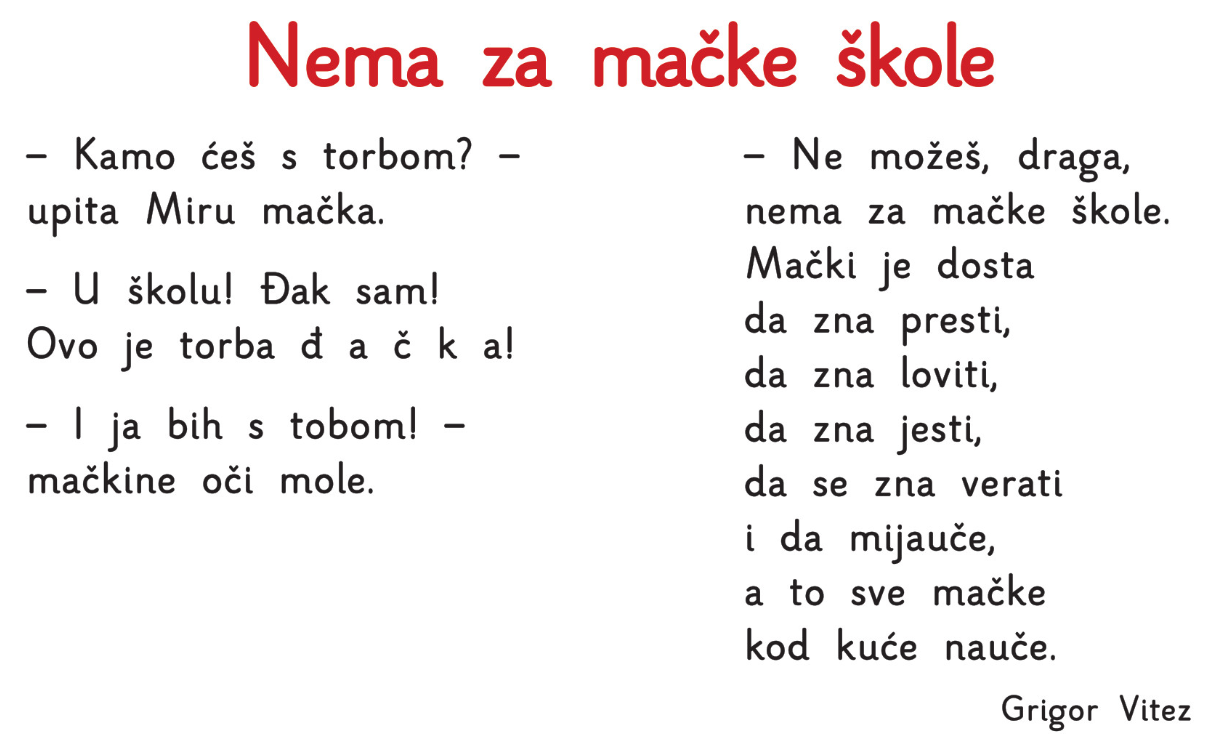 Nema za mačke škole
– Kamo ćeš s torbom? –
upita Miru mačka.
– U školu! Đak sam!
Ovo je torba đ a č k a!
– I ja bih s tobom! –
mačkine oči mole.
– Ne možeš, draga,
nema za mačke škole.
Mački je dosta
da zna presti,
da zna loviti,
da zna jesti,
da se zna verati
i da mijauče,
a to sve mačke
kod kuće nauče.
Grigor Vitez